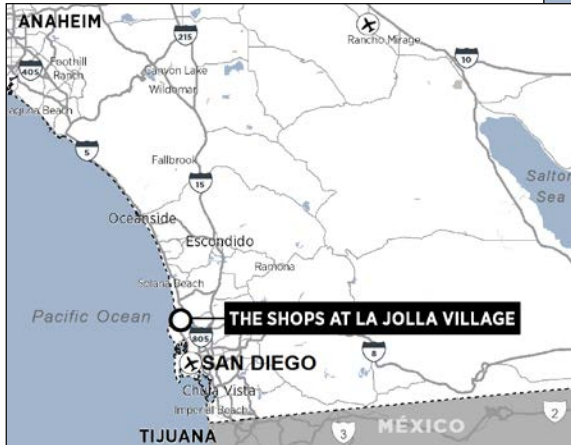 ANAHEIM
215
Rancho Mirage
405
Foothill
Ranch
Canyon Lake
Wildomar
10
aguna Beach
5
Fallbrook
15
Salton
Sea
Oceanside
Escondido
Ramona
Solana Beach
Pacific Ocean
THE SHOPS AT LA JOLLA VILLAGE
805
8
SAN DIEGO
Chula Vista
Imperial Beach
TIJUANA
3
MÉXICO
2